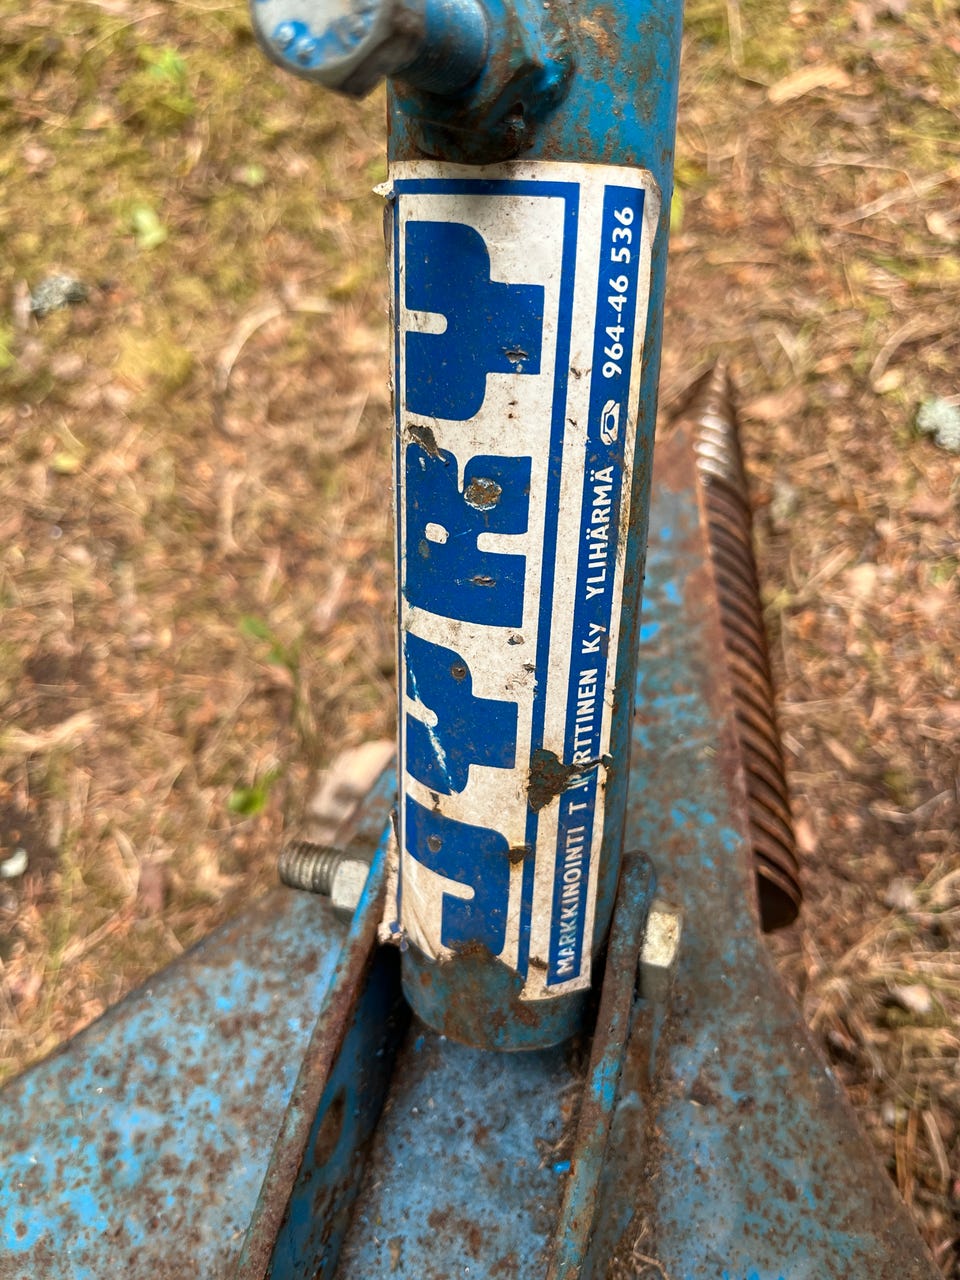 JYRY
MARKKINOINTI T. Ky YLIHÄRMÄ ☎ 964-46 536